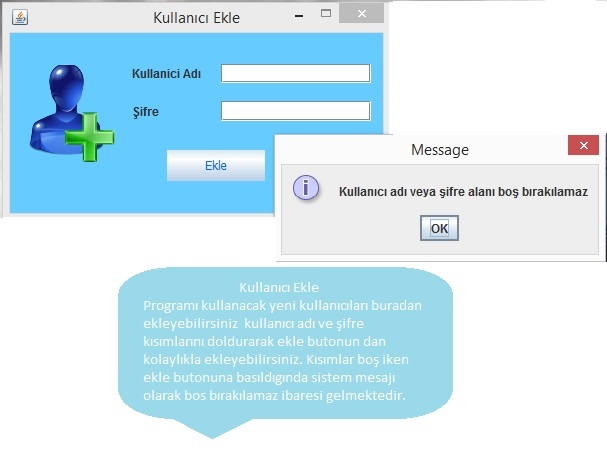 Kullanıcı Ekle
Kullanici Adı
Şifre
Ekle
Message
Kullanıcı adı veya şifre alanı boş bırakılamaz
OK
Kullanıcı Ekle
Programı kullanacak yeni kullanıcıları buradan
ekleyebilirsiniz kullanıcı adı ve şifre
kısımlarını doldurarak ekle butonun dan
kolaylıkla ekleyebilirsiniz. Kısımlar boş iken
ekle butonuna basıldıgında sistem mesajı
olarak bos bırakılamaz ibaresi gelmektedir.